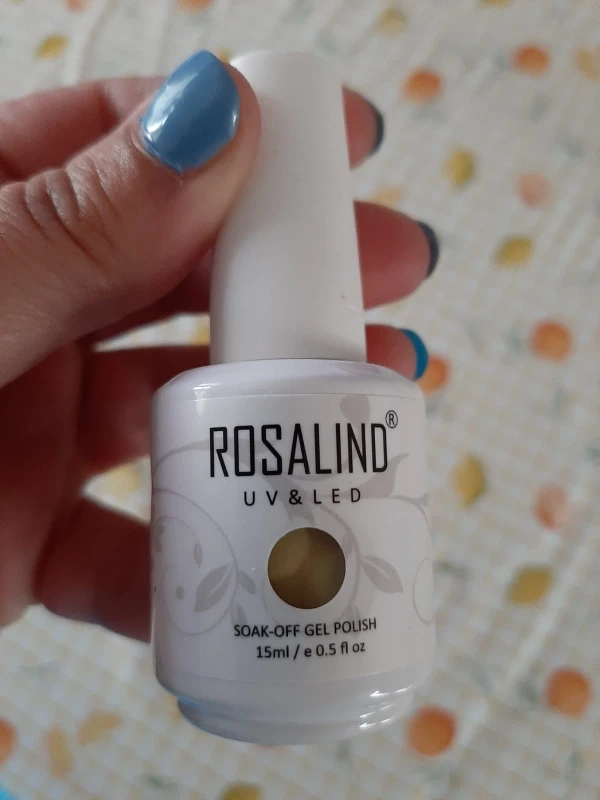 ROSALIND®
UV&LED
SOAK-OFF GEL POLISH
15ml / e 0.5 fl oz